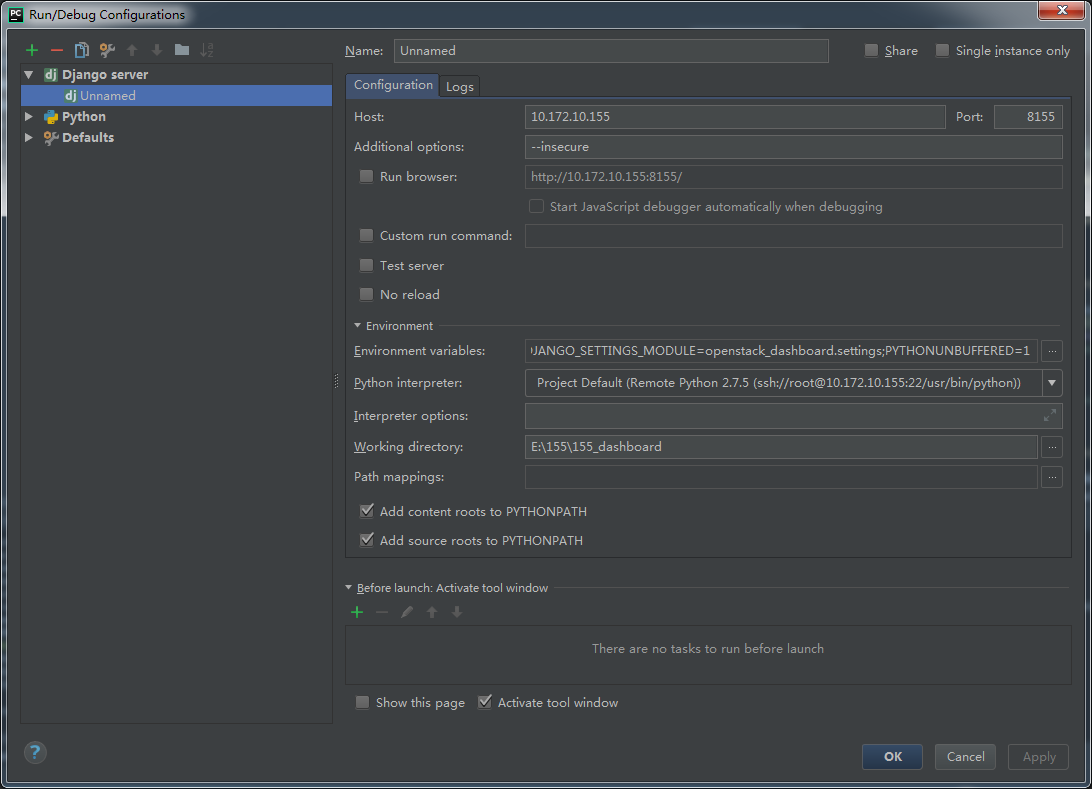 PC Run/Debug Configurations
Name: Unnamed Share Single instance only
dj Django server
dj Unnamed
Python
Defaults
Configuration Logs
Host: 10.172.10.155 Port: 8155
Additional options: --insecure
Run browser: http://10.172.10.155:8155/
Start JavaScript debugger automatically when debugging
Custom run command:
Test server
No reload
Environment
Environment variables: JANGO_SETTINGS_MODULE=openstack_dashboard.settings;PYTHONUNBUFFERED=1 ...
Python interpreter: Project Default (Remote Python 2.7.5 (ssh://root@10.172.10.155:22/usr/bin/python))
Interpreter options:
Working directory: E:\155\155_dashboard ...
Path mappings: ...
Add content roots to PYTHONPATH
Add source roots to PYTHONPATH
Before launch: Activate tool window
There are no tasks to run before launch
Show this page Activate tool window
? OK Cancel Apply